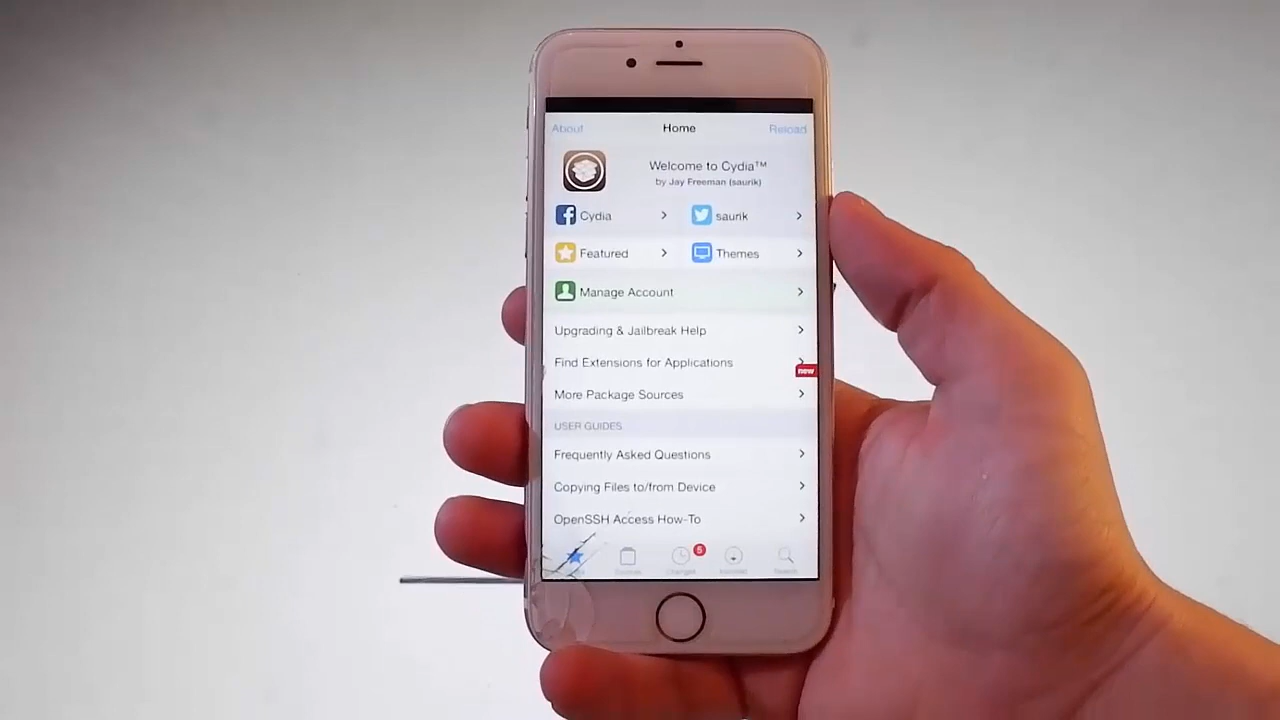 About Home Reload
Welcome to Cydia™
by Jay Freeman (saurik)
Cydia
saurik
Featured
Themes
Manage Account
Upgrading & Jailbreak Help
Find Extensions for Applications
new
More Package Sources
USER GUIDES
Frequently Asked Questions
Copying Files to/from Device
OpenSSH Access How-To
5
Changes
Search